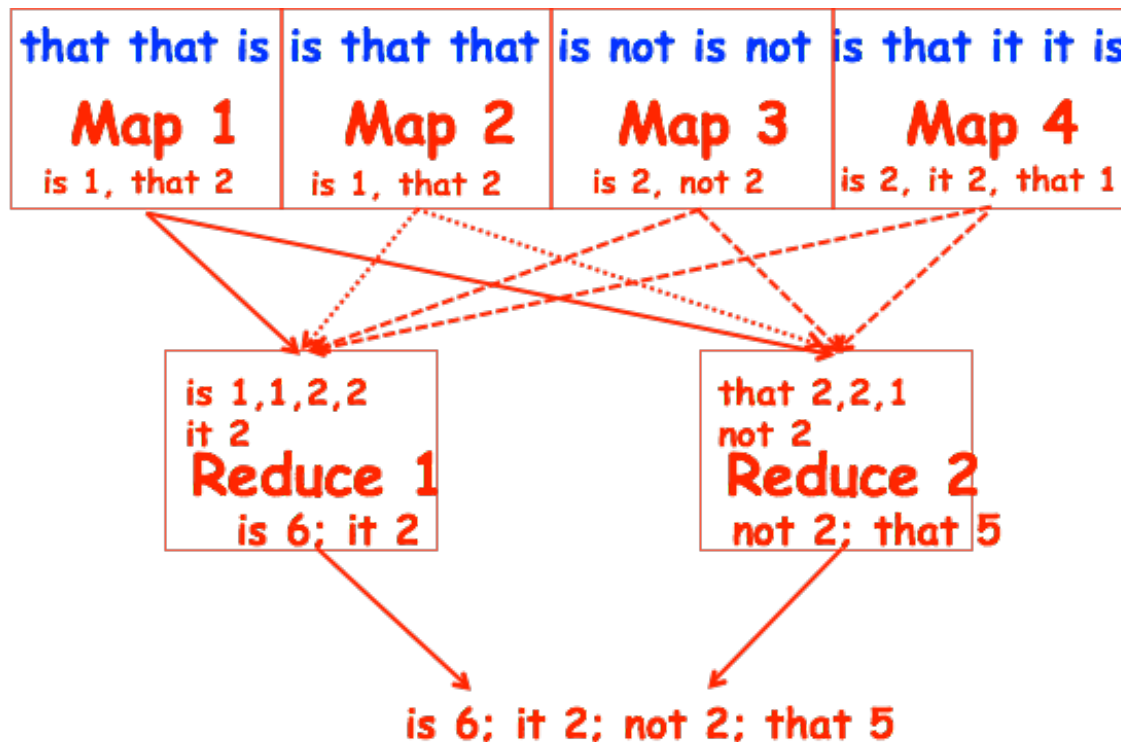 that that is
is that that
is not is not
is that it it is
Map 1
Map 2
Map 3
Map 4
is 1, that 2
is 1, that 2
is 2, not 2
is 2, it 2, that 1
is 1,1,2,2
it 2
Reduce 1
is 6; it 2
that 2,2,1
not 2
Reduce 2
not 2; that 5
is 6; it 2; not 2; that 5